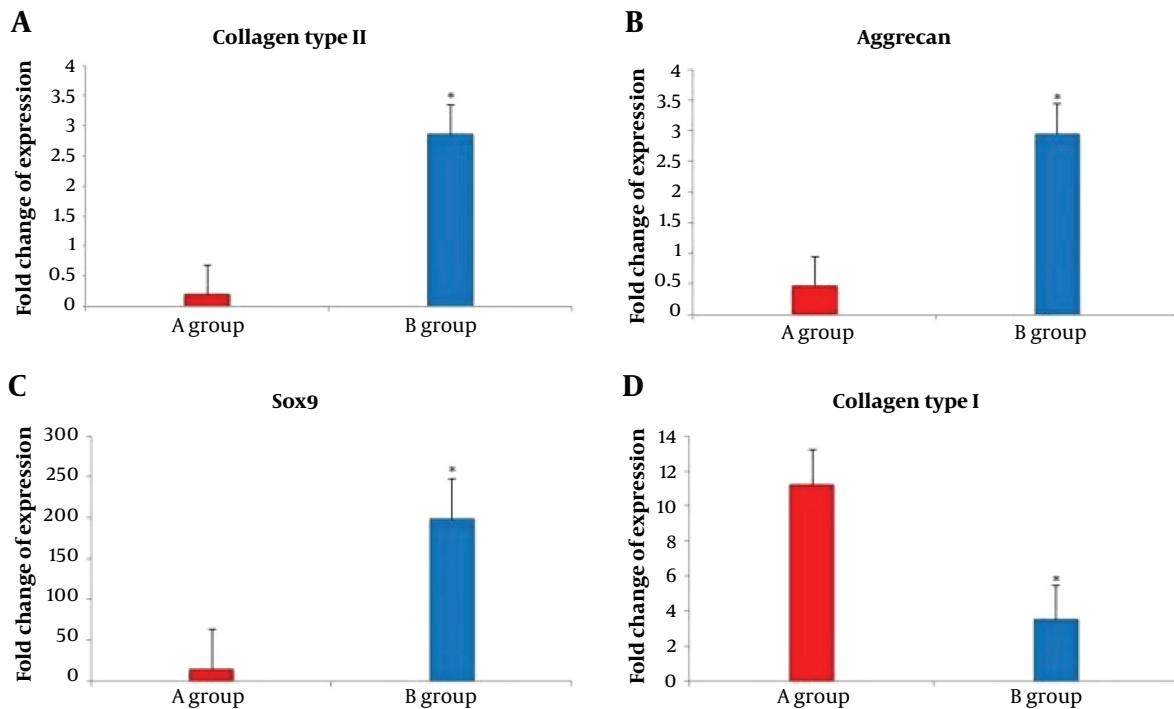 A
Collagen type II
Fold change of expression
4
3.5
3
2.5
2
1.5
1
0.5
0
*
A group
B group
B
Aggrecan
Fold change of expression
4
3.5
3
2.5
2
1.5
1
0.5
0
*
A group
B group
C
Sox9
Fold change of expression
300
250
200
150
100
50
0
*
A group
B group
D
Collagen type I
Fold change of expression
14
12
10
8
6
4
2
0
*
A group
B group